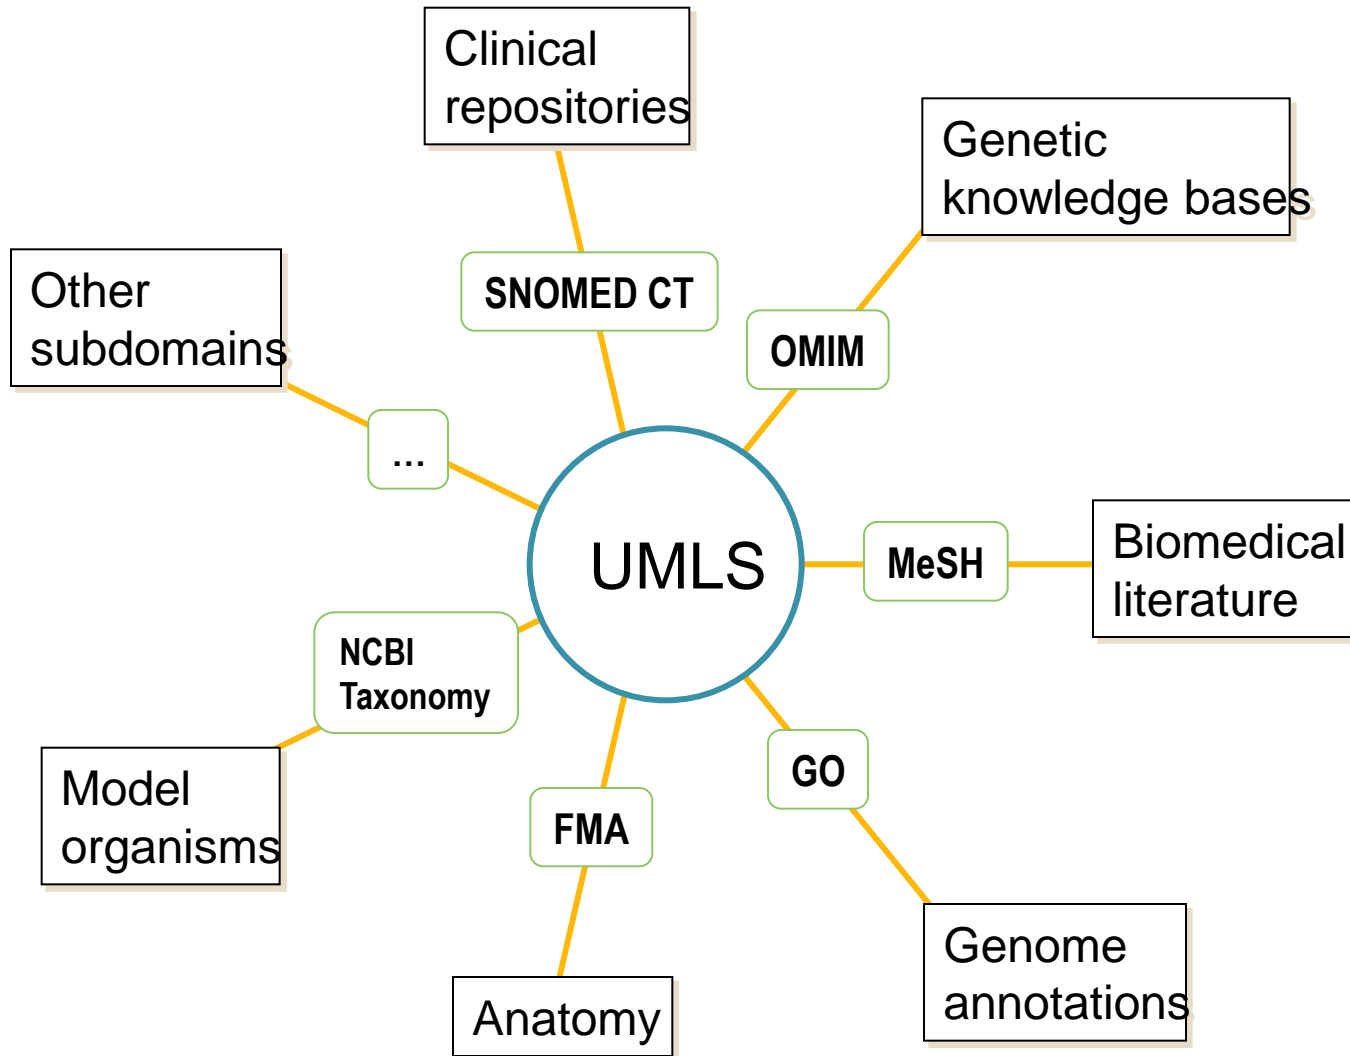 Clinical
repositories
Genetic
knowledge bases
SNOMED CT
Other
subdomains
OMIM
...
UMLS
MeSH
Biomedical
literature
NCBI
Taxonomy
GO
Model
organisms
FMA
Genome
annotations
Anatomy